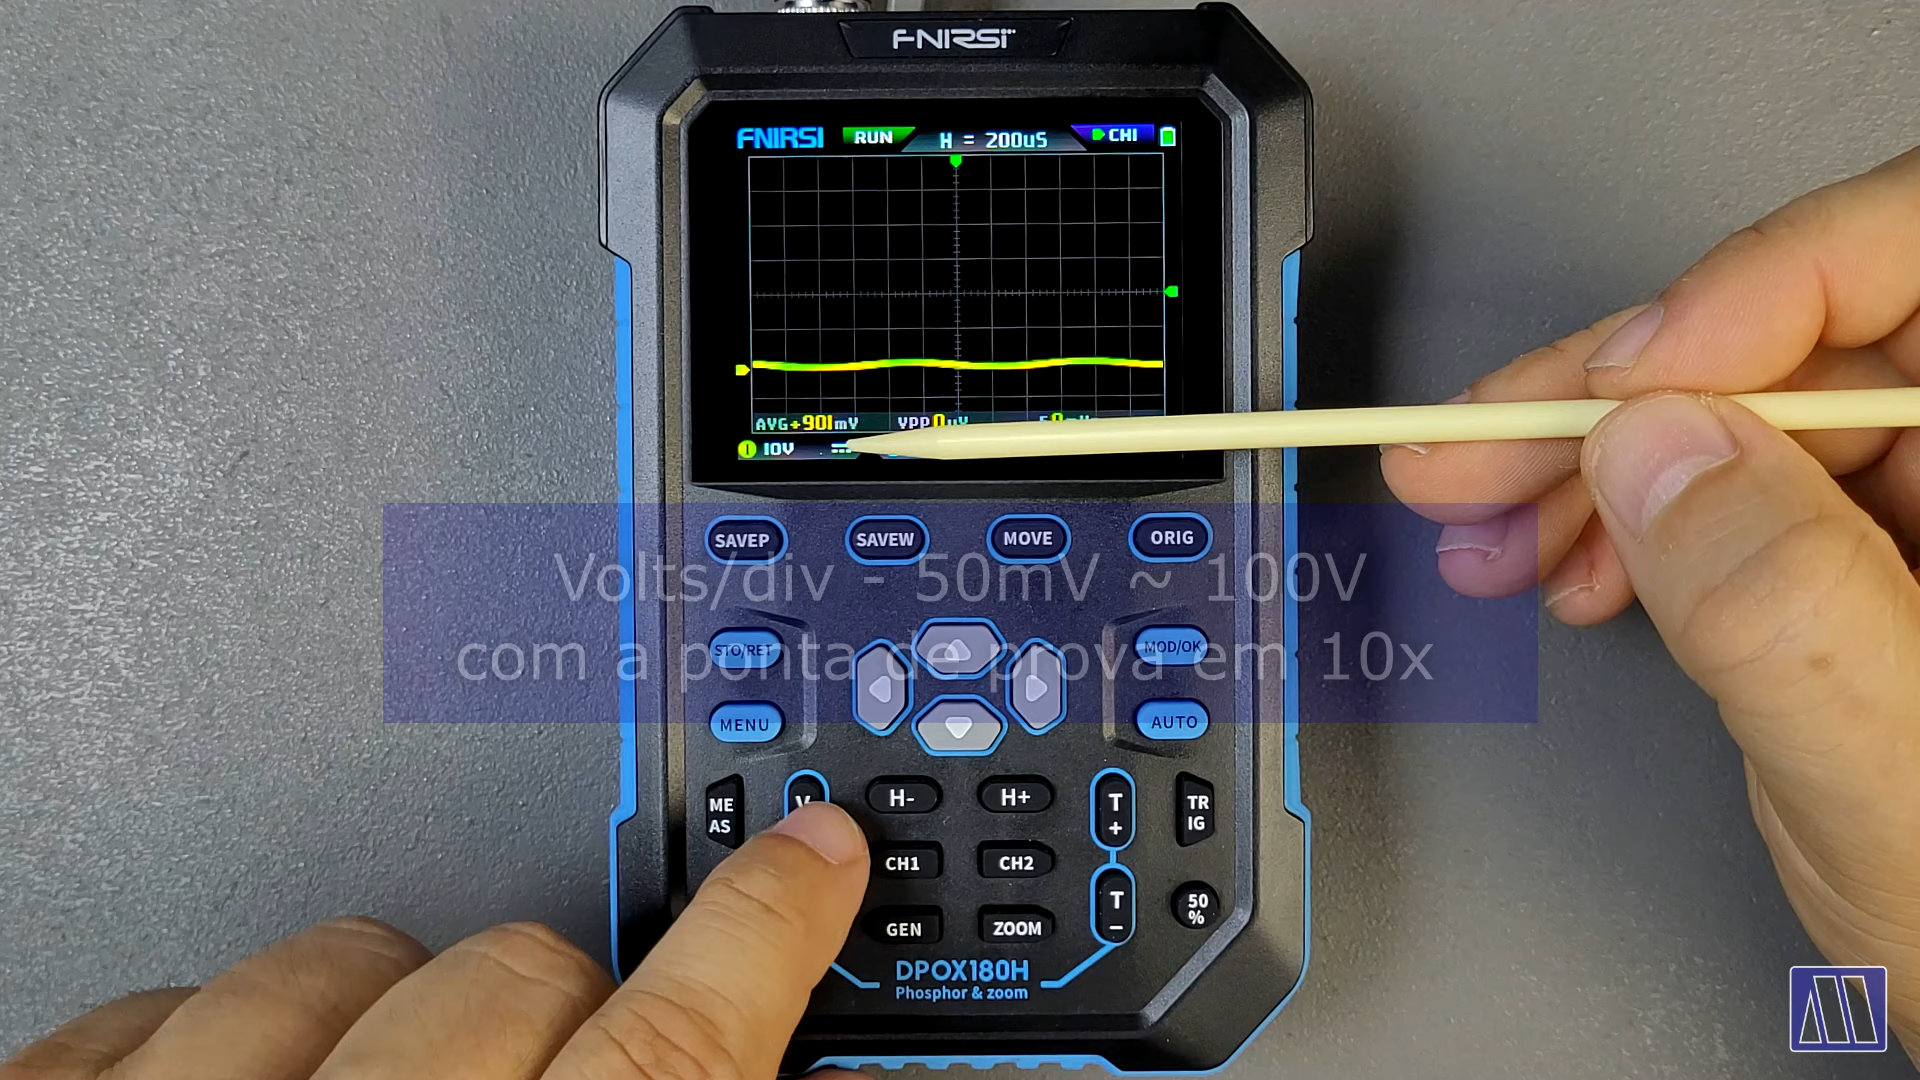 FNIRSI
FNIRSI RUN H = 200uS CH1
AVG+901mV VPP0uV
1 10V
SAVEP SAVEW MOVE ORIG
Volts/div - 50mV ~ 100V
STO/RET MOD/OK
com a ponta de prova em 10x
MENU AUTO
ME
AS
V
H- H+
T
+
TR
IG
CH1 CH2
GEN ZOOM
T
-
50
%
DPOX180H
Phosphor & zoom